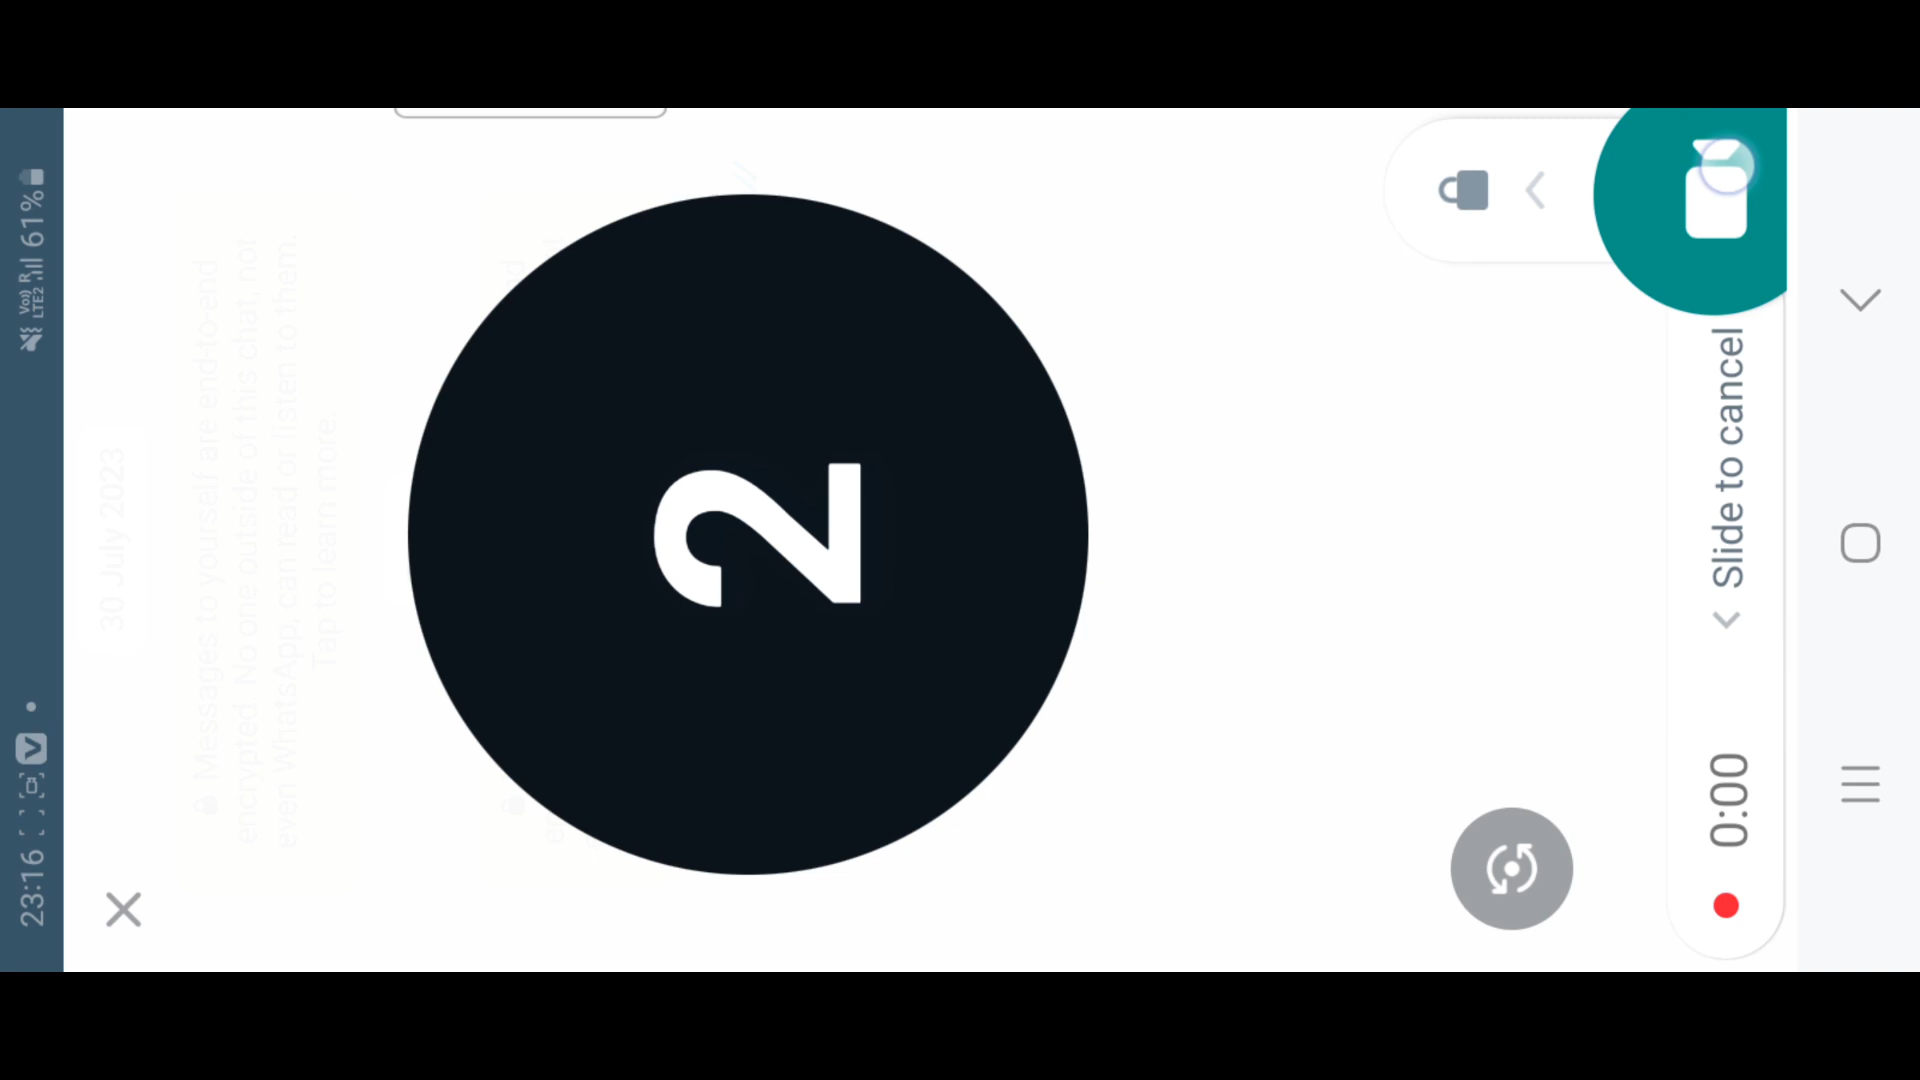 23:16
Vo)) R
LTE2 61%
30 July 2023
Messages to yourself are end-to-end
encrypted. No one outside of this chat, not
even WhatsApp, can read or listen to them.
Tap to learn more.
2
0:00 Slide to cancel